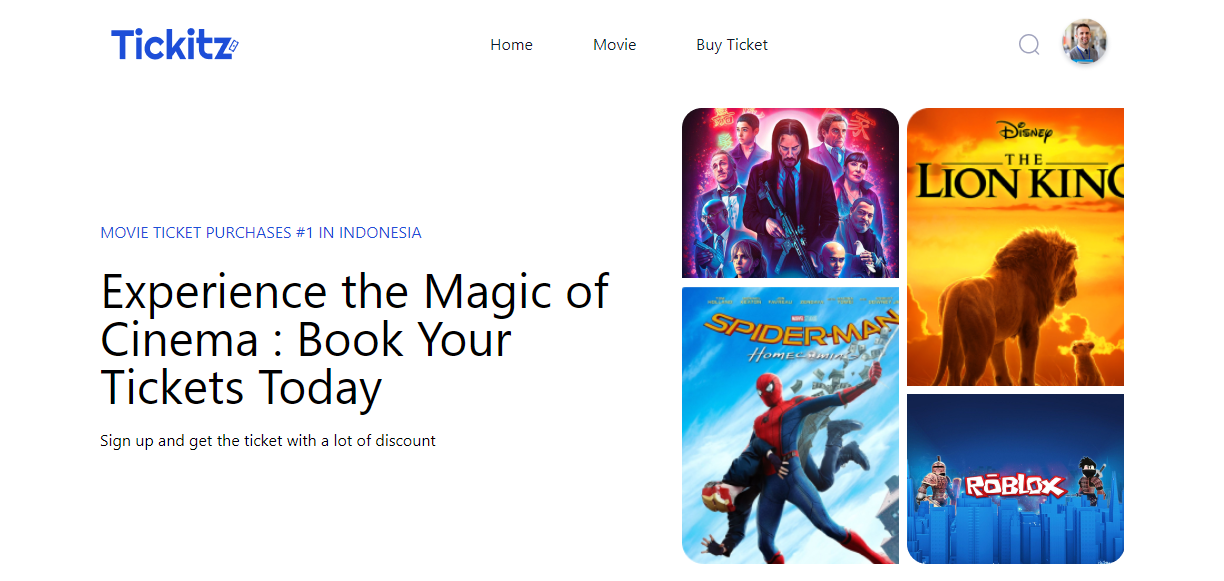 Tickitz
Home
Movie
Buy Ticket
MOVIE TICKET PURCHASES #1 IN INDONESIA
Experience the Magic of
Cinema : Book Your
Tickets Today
Sign up and get the ticket with a lot of discount
DISNEY
THE
LION KING
SPIDER-MAN
HOMECOMING
ROBLOX